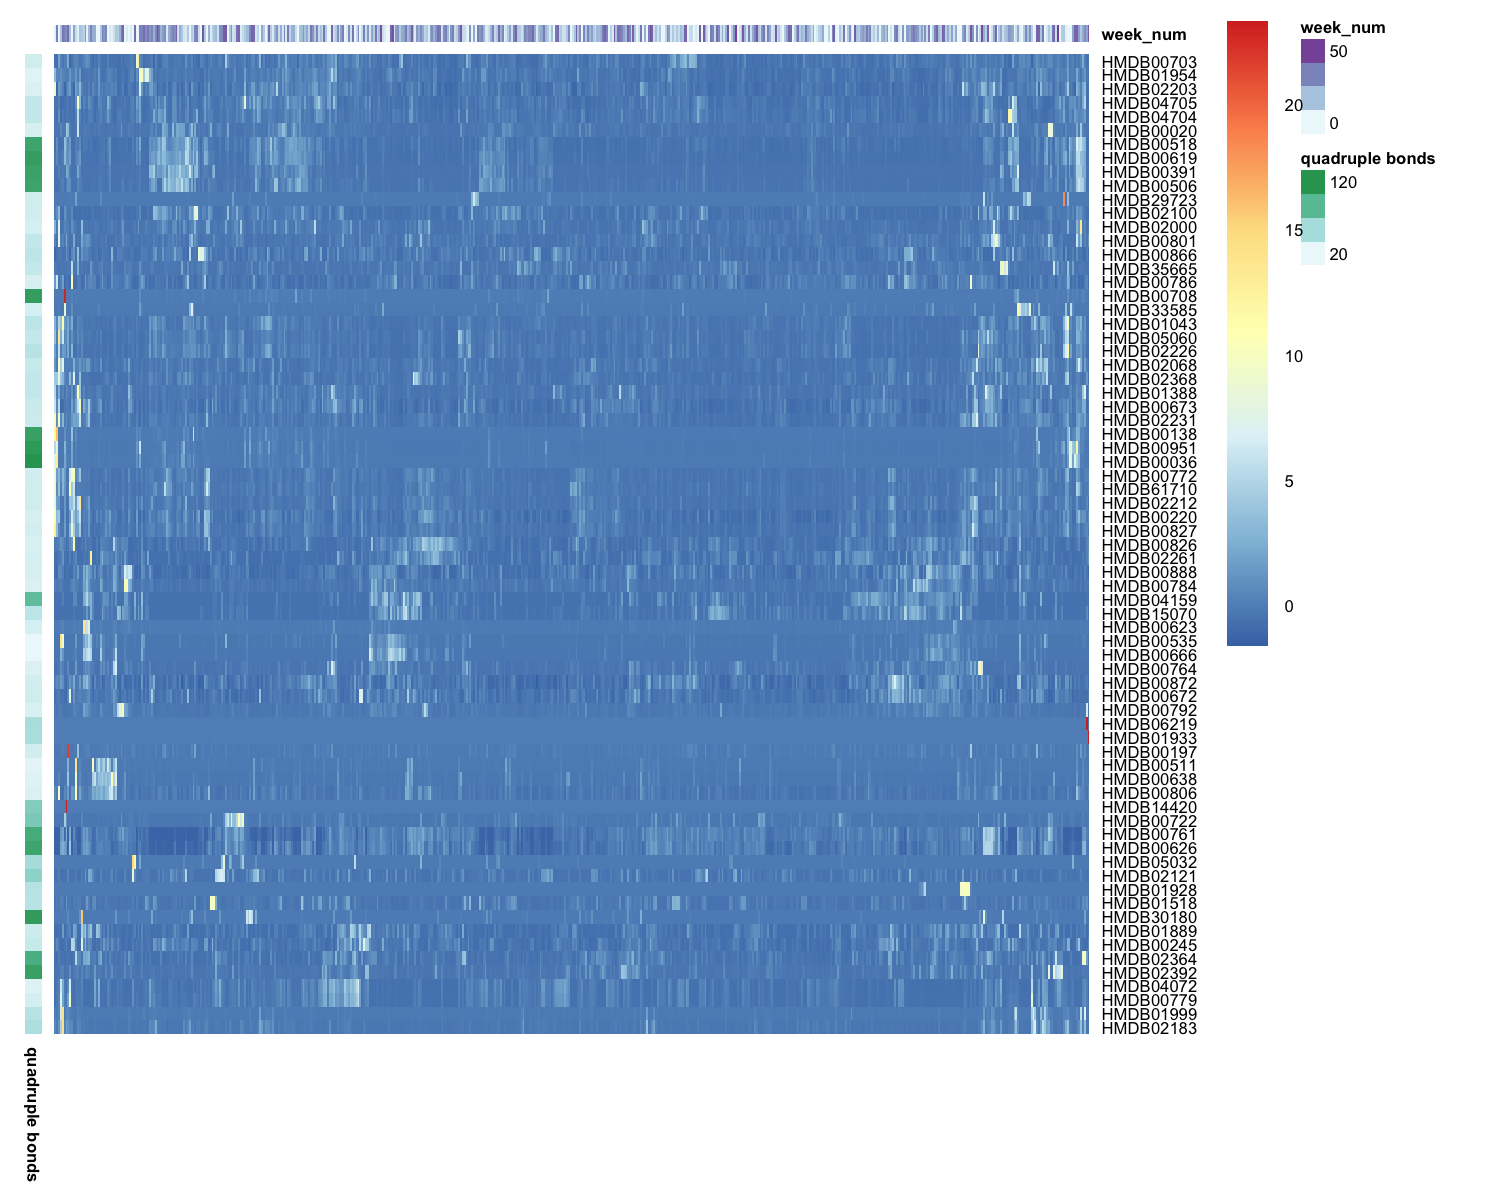 week_num
HMDB00703
HMDB01954
HMDB02203
HMDB04705
HMDB04704
HMDB00020
HMDB00518
HMDB00619
HMDB00391
HMDB00506
HMDB29723
HMDB02100
HMDB02000
HMDB00801
HMDB00866
HMDB35665
HMDB00786
HMDB00708
HMDB33585
HMDB01043
HMDB05060
HMDB02226
HMDB02068
HMDB02368
HMDB01388
HMDB00673
HMDB02231
HMDB00138
HMDB00951
HMDB00036
HMDB00772
HMDB61710
HMDB02212
HMDB00220
HMDB00827
HMDB00826
HMDB02261
HMDB00888
HMDB00784
HMDB04159
HMDB15070
HMDB00623
HMDB00535
HMDB00666
HMDB00764
HMDB00872
HMDB00672
HMDB00792
HMDB06219
HMDB01933
HMDB00197
HMDB00511
HMDB00638
HMDB00806
HMDB14420
HMDB00722
HMDB00761
HMDB00626
HMDB05032
HMDB02121
HMDB01928
HMDB01518
HMDB30180
HMDB01889
HMDB00245
HMDB02364
HMDB02392
HMDB04072
HMDB00779
HMDB01999
HMDB02183
quadruple bonds
20
15
10
5
0
week_num
50
0
quadruple bonds
120
20